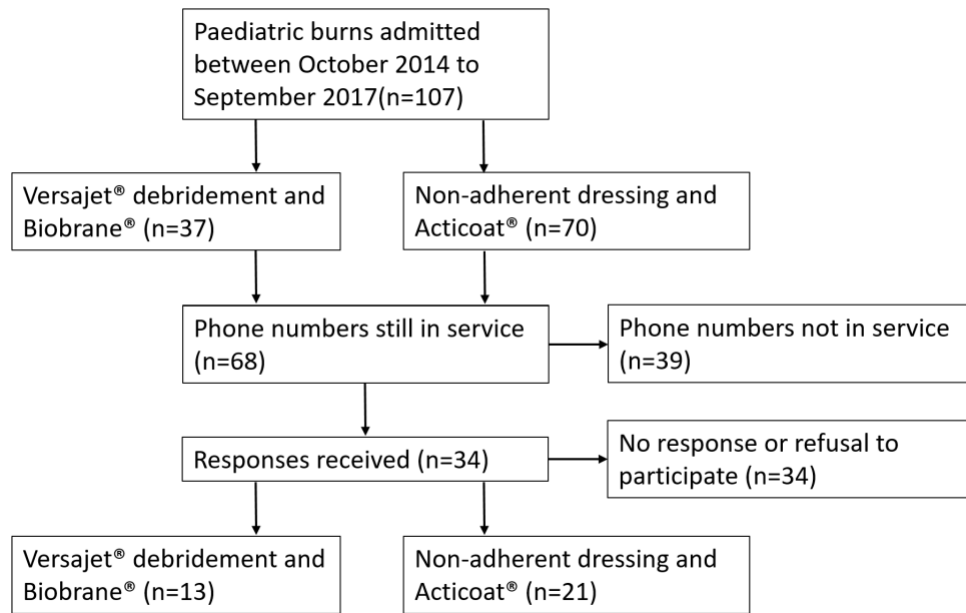 Paediatric burns admitted
between October 2014 to
September 2017(n=107)
Versajet® debridement and
Biobrane® (n=37)
Non-adherent dressing and
Acticoat® (n=70)
Phone numbers still in service
(n=68)
Phone numbers not in service
(n=39)
Responses received (n=34)
No response or refusal to
participate (n=34)
Versajet® debridement and
Biobrane® (n=13)
Non-adherent dressing and
Acticoat® (n=21)